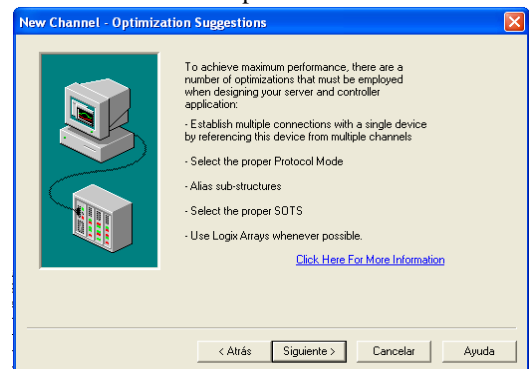 New Channel - Optimization Suggestions
To achieve maximum performance, there are a
number of optimizations that must be employed
when designing your server and controller
application:
- Establish multiple connections with a single device
by referencing this device from multiple channels
- Select the proper Protocol Mode
- Alias sub-structures
- Select the proper SOTS
- Use Logix Arrays whenever possible.
Click Here For More Information
< Atrás
Siguiente >
Cancelar
Ayuda